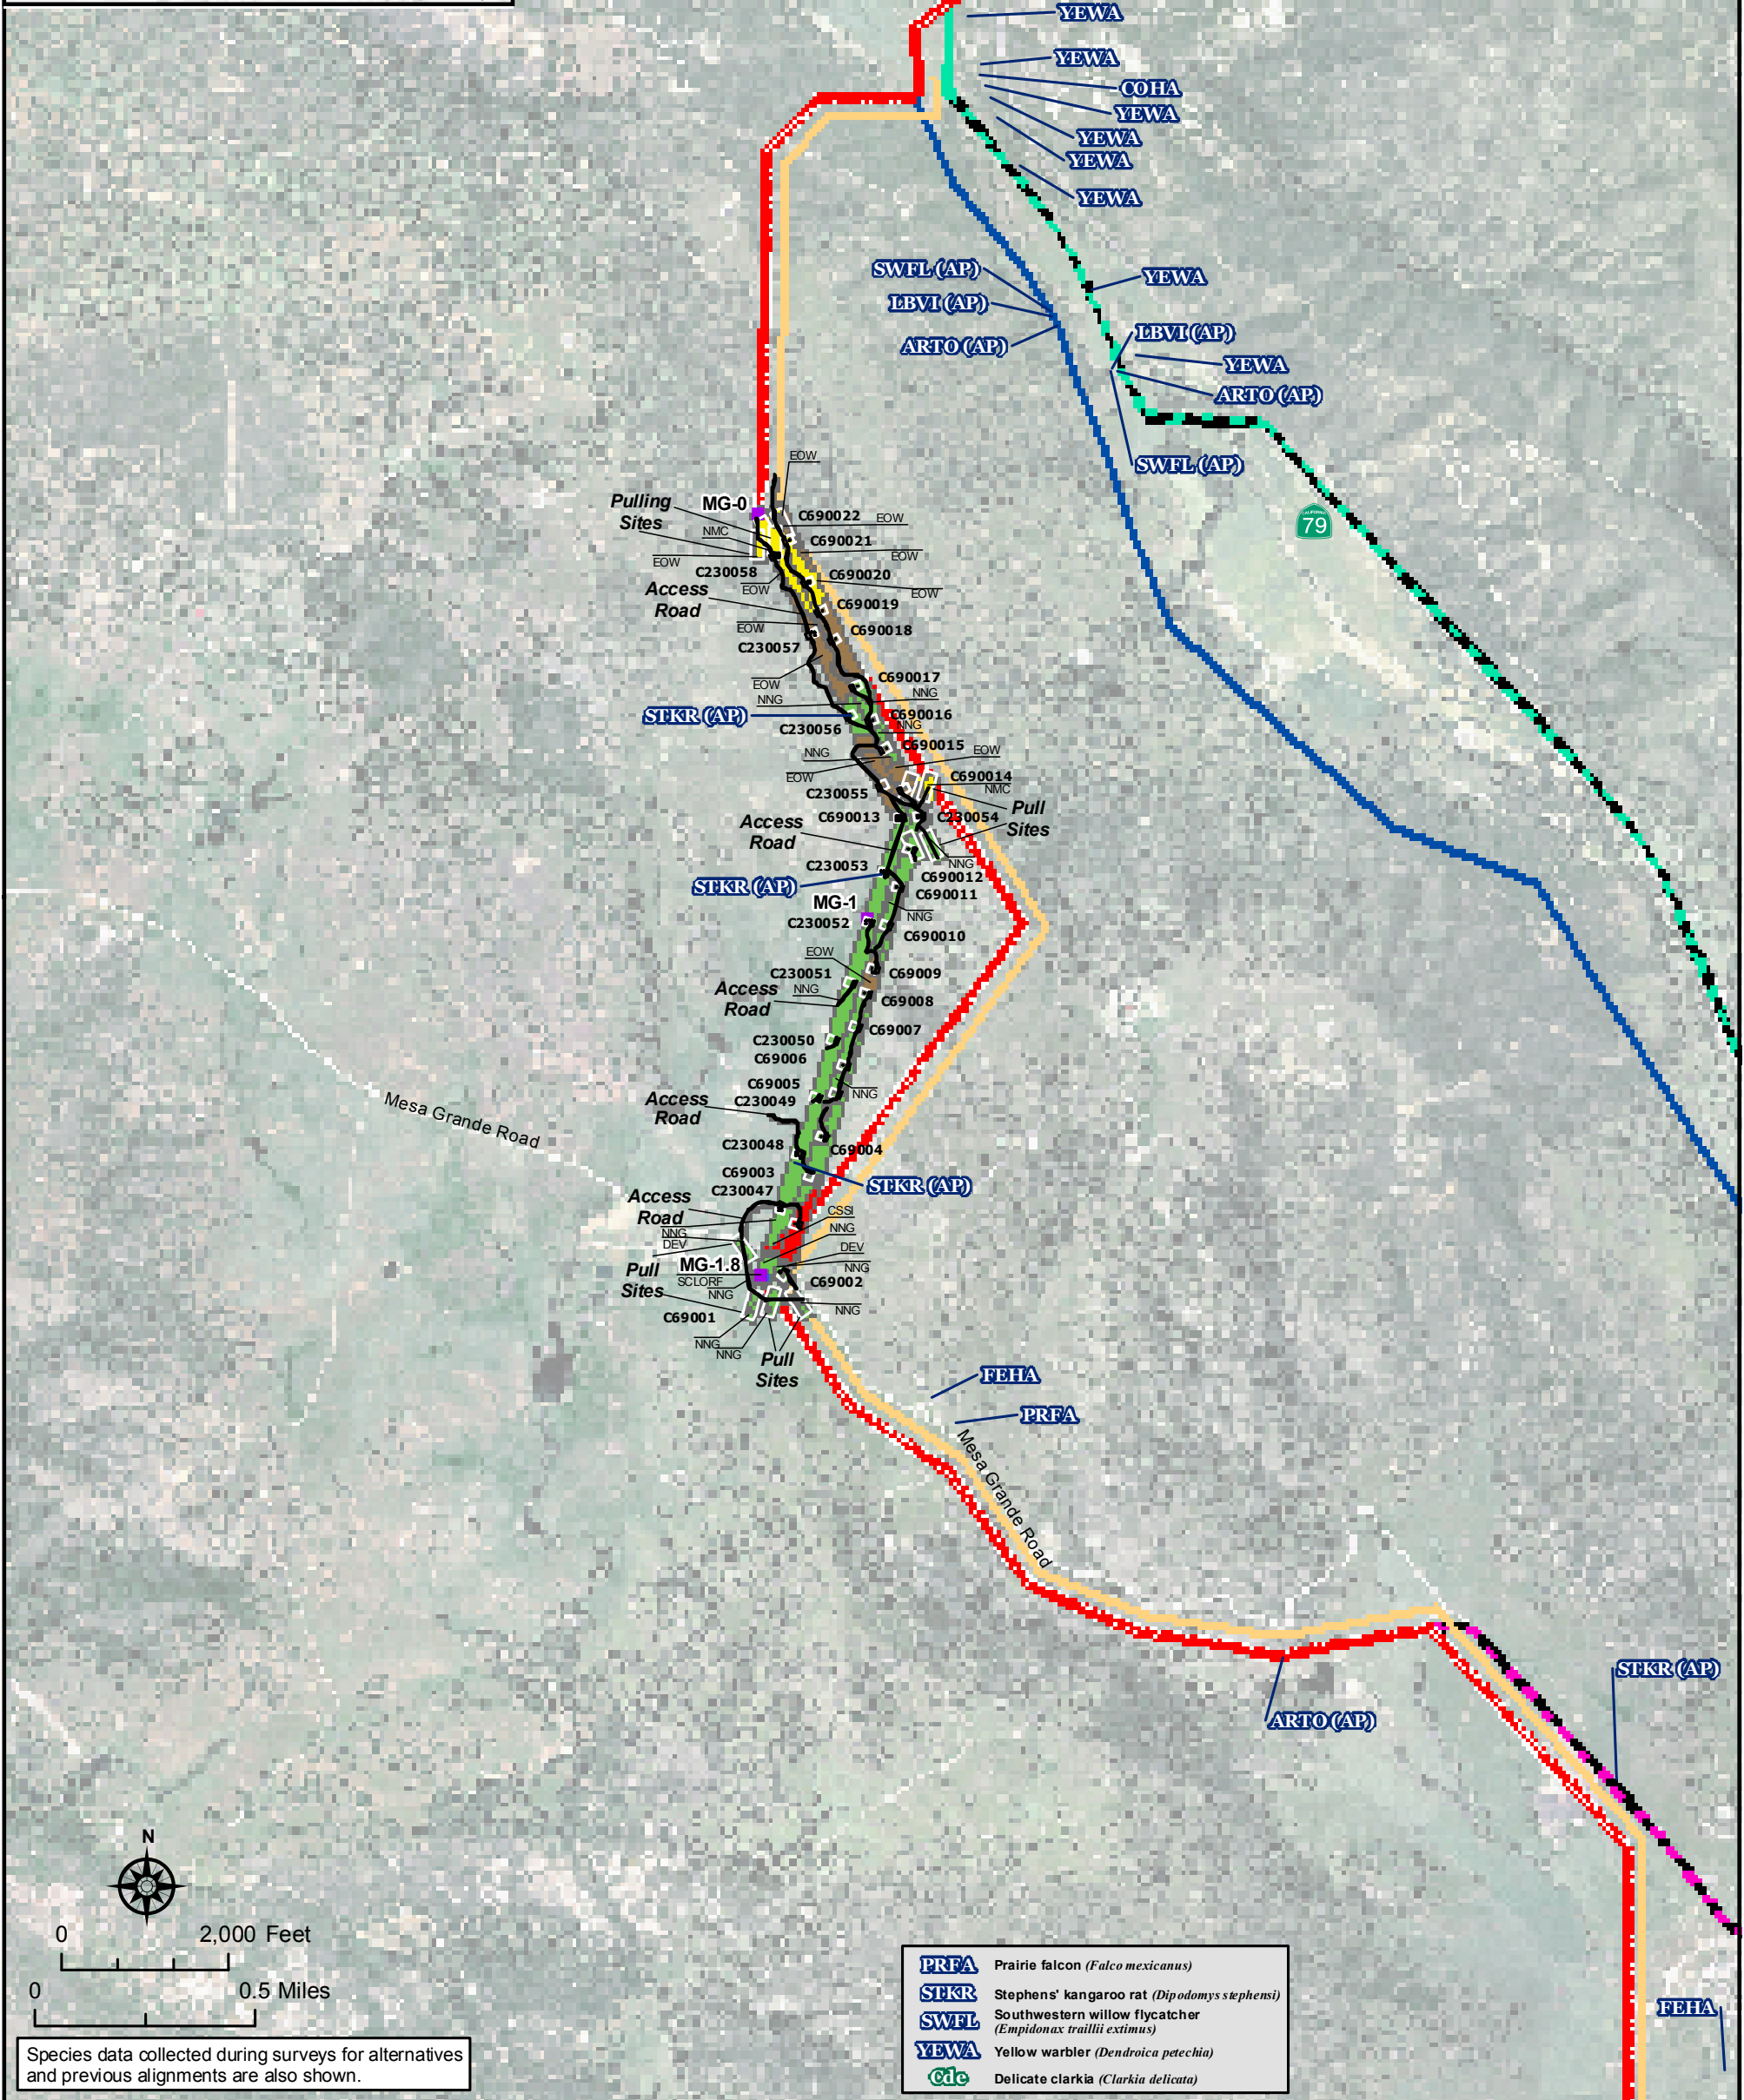 YEWA
YEWA
COHA
YEWA
YEWA
YEWA
YEWA
SWFL (AP)
YEWA
LBVI (AP)
LBVI (AP)
ARTO (AP)
YEWA
ARTO (AP)
SWFL (AP)
EOW
Pulling
Sites
MG-0
C690022
EOW
CALIFORNIA
79
NMC
C690021
EOW
EOW
C230058
C690020
Access
Road
EOW
EOW
C690019
EOW
C690018
C230057
C690017
EOW
NNG
NNG
STKR (AP)
C690016
C230056
NNG
C690015
NNG
EOW
EOW
C690014
NMC
C230055
Pull
Sites
C690013
C230054
Access
Road
NNG
C230053
C690012
STKR (AP)
C690011
MG-1
NNG
C230052
C690010
EOW
C230051
C69009
Access
Road
NNG
C69008
C69007
C230050
C69006
C69005
NNG
C230049
Access
Road
Mesa Grande Road
C230048
C69004
C69003
STKR (AP)
C230047
Access
Road
CSSI
NNG
NNG
DEV
DEV
MG-1.8
NNG
Pull
Sites
SCLORF
C69002
NNG
NNG
C69001
NNG
NNG
Pull
Sites
FEHA
PRFA
Mesa Grande Road
STKR (AP)
ARTO (AP)
N
0 2,000 Feet
0 0.5 Miles
Species data collected during surveys for alternatives
and previous alignments are also shown.
PRFA Prairie falcon (Falco mexicanus)
STKR Stephens' kangaroo rat (Dipodomys stephensi)
SWFL Southwestern willow flycatcher
(Empidonax traillii extimus)
YEWA Yellow warbler (Dendroica petechia)
Cde Delicate clarkia (Clarkia delicata)
FEHA